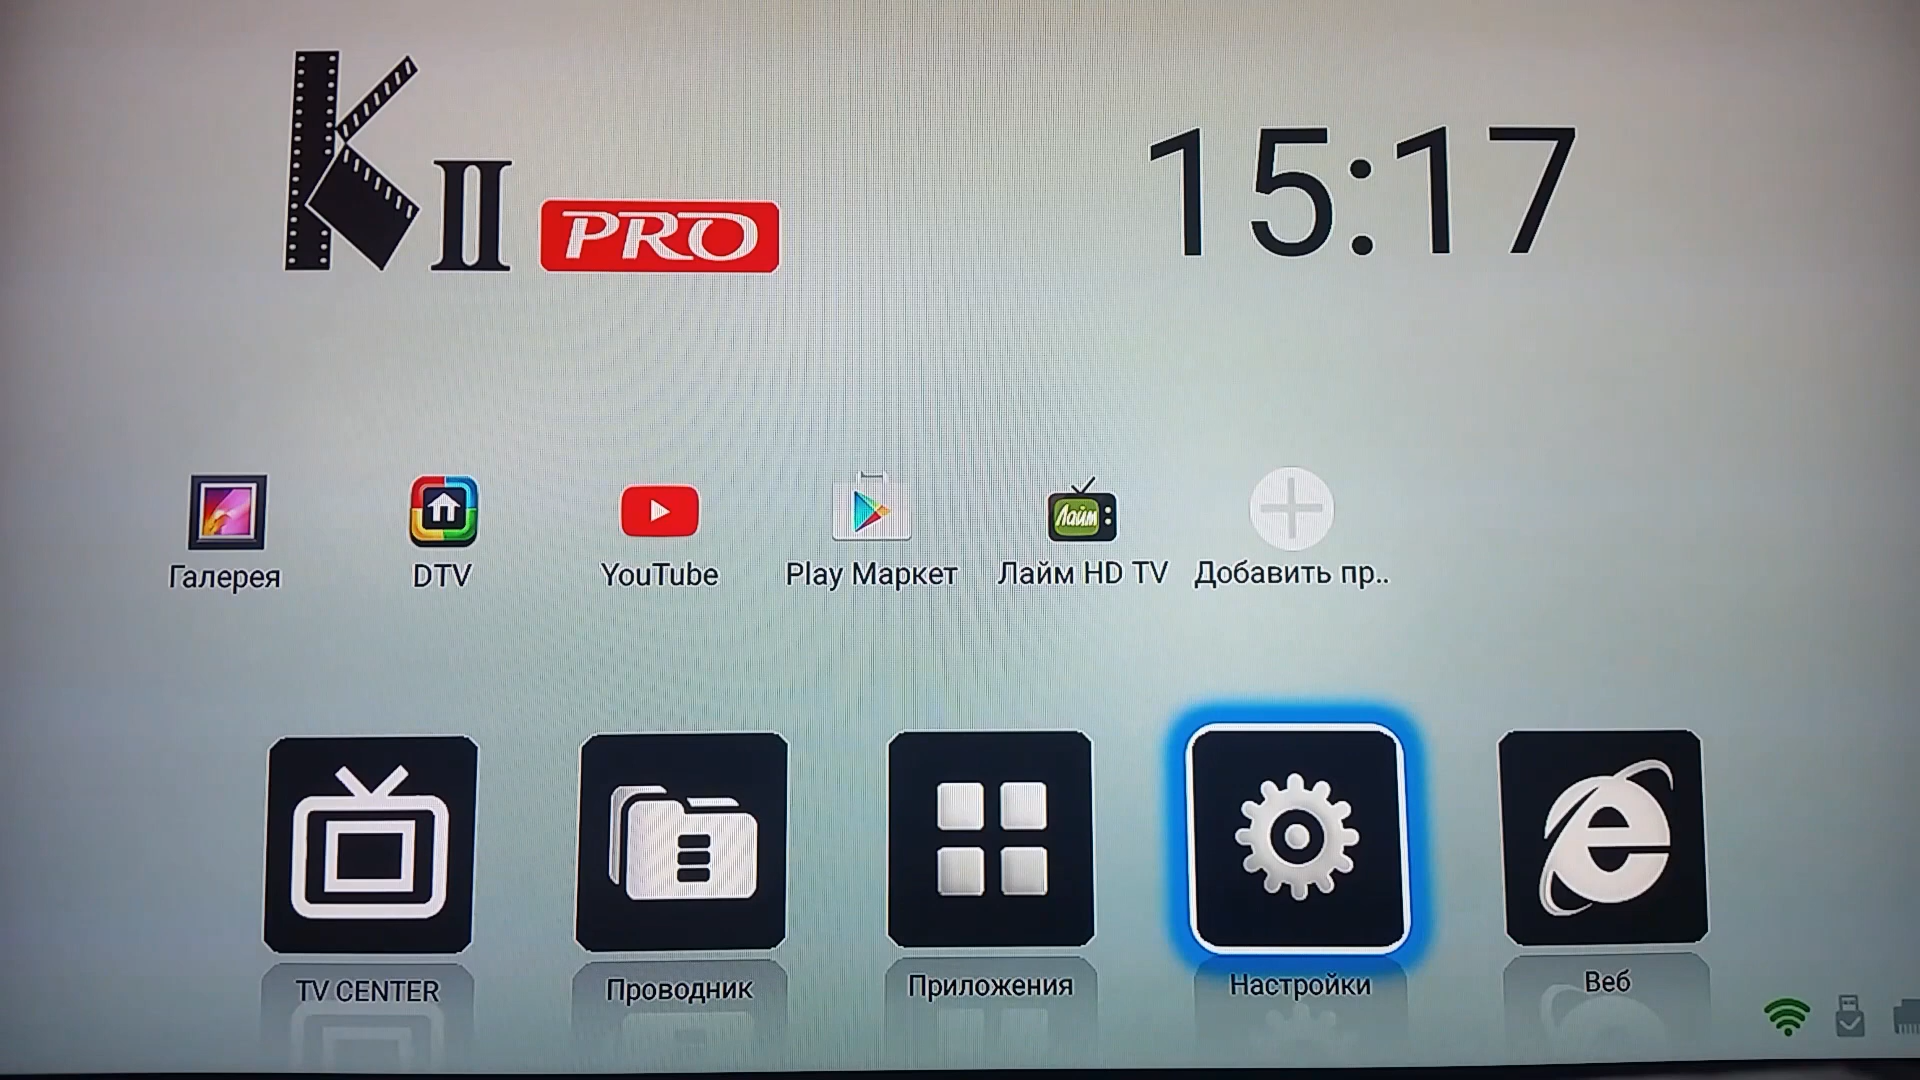 KII PRO
15:17
Галерея
DTV
YouTube
Play Маркет
Лайм
Лайм HD TV
Добавить пр..
TV CENTER
Проводник
Приложения
Настройки
Веб